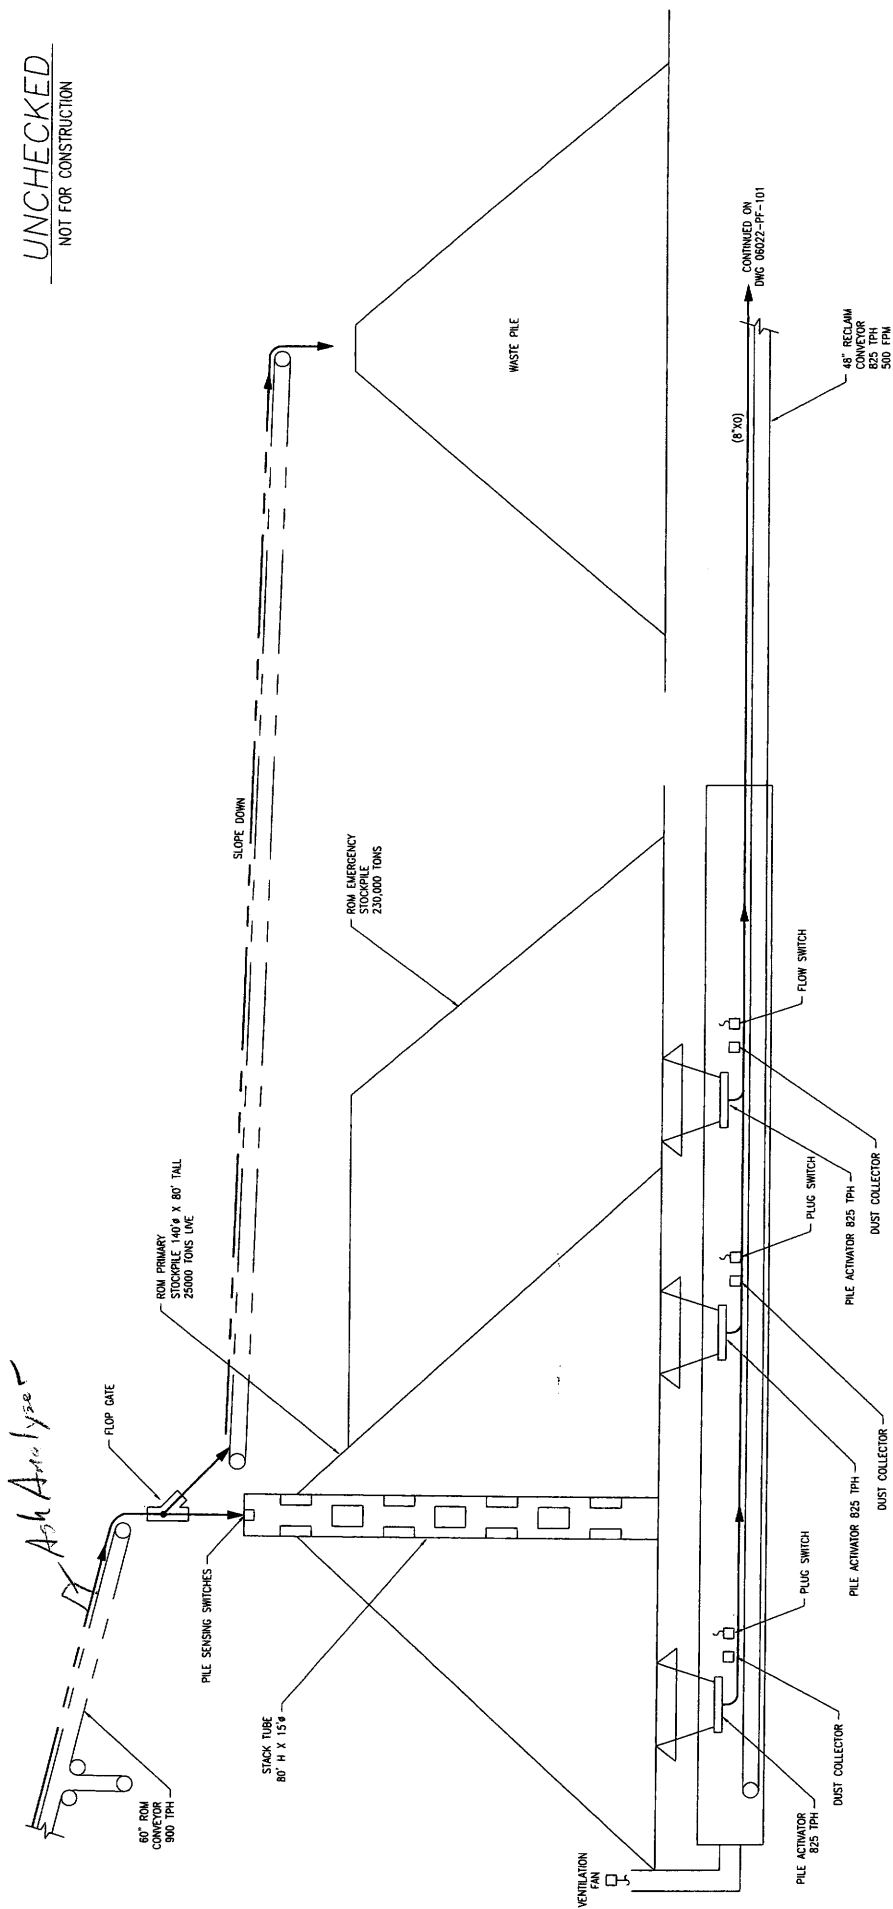 UNCHECKED
NOT FOR CONSTRUCTION
Ash Analyzer
FLOP GATE
60" ROM
CONVEYOR
900 TPH
PILE SENSING SWITCHES
STACK TUBE
80' H X 15'ø
ROM PRIMARY
STOCKPILE 140'ø X 80' TALL
25000 TONS LIVE
SLOPE DOWN
ROM EMERGENCY
STOCKPILE
230,000 TONS
WASTE PILE
VENTILATION
FAN
PILE ACTIVATOR
825 TPH
DUST COLLECTOR
PLUG SWITCH
PILE ACTIVATOR 825 TPH
DUST COLLECTOR
PLUG SWITCH
PILE ACTIVATOR 825 TPH
DUST COLLECTOR
FLOW SWITCH
(8"X0)
CONTINUED ON
DWG 06022-PF-101
48" RECLAIM
CONVEYOR
825 TPH
500 FPM